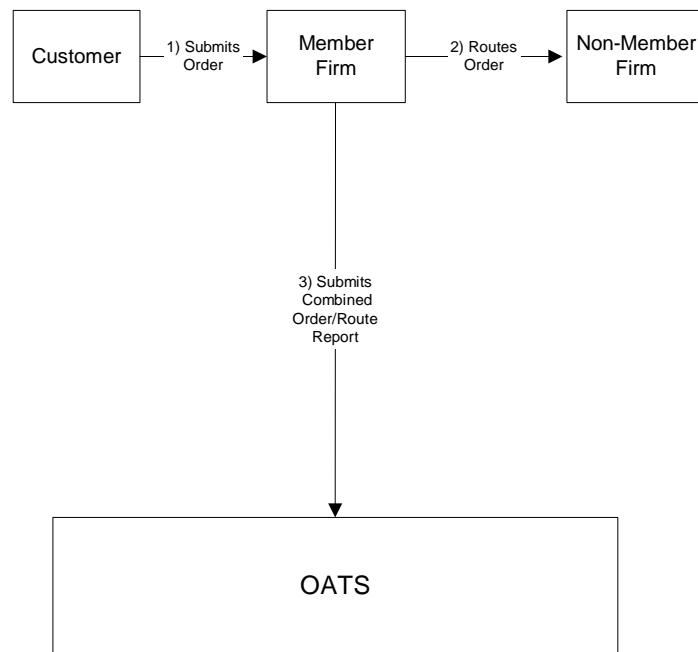 Customer
1) Submits
Order
Member
Firm
2) Routes
Order
Non-Member
Firm
3) Submits
Combined
Order/Route
Report
OATS